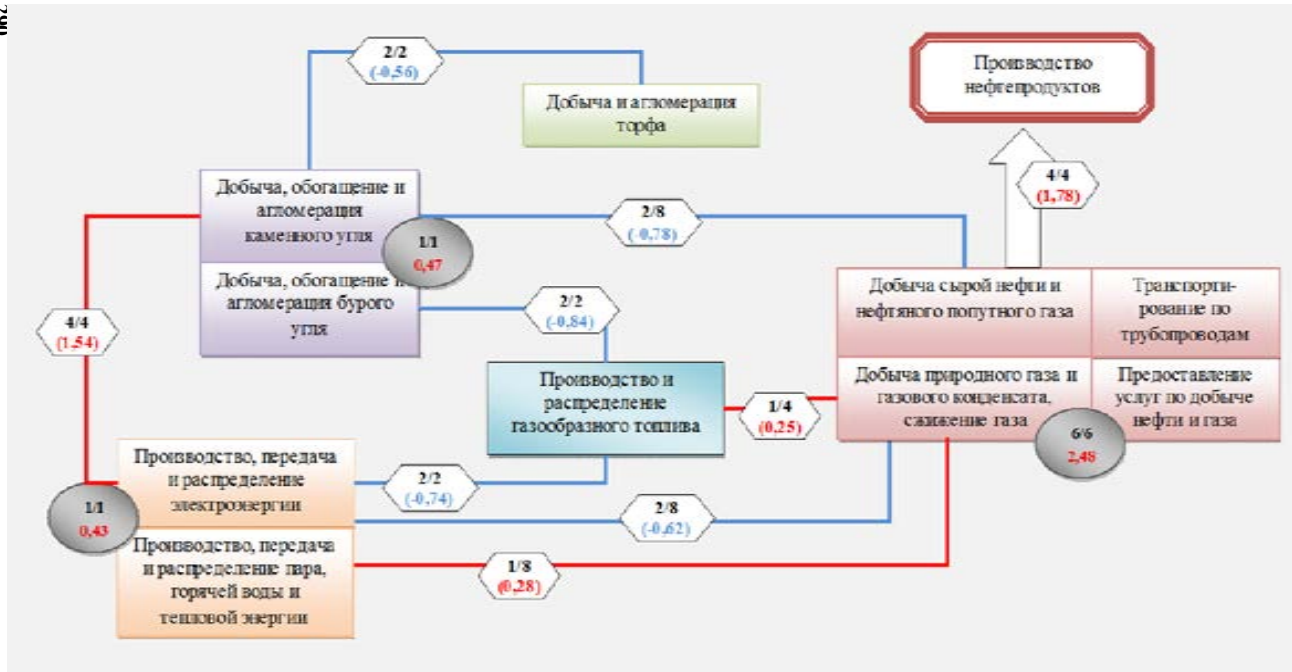 2/2
(-0,56)
Производство
нефтепродуктов
Добыча и агломерация
торфа
4/4
(1,78)
Добыча, обогащение и
агломерация
каменного угля
2/8
(-0,78)
1/1
0,47
Добыча, обогащение и
агломерация бурого
угля
Добыча сырой нефти и
нефтяного попутного газа
Транспорти-
рование по
трубопроводам
2/2
(-0,84)
4/4
(1,54)
Производство и
распределение
газообразного топлива
1/4
(0,25)
Добыча природного газа и
газового конденсата,
сжижение газа
Предоставление
услуг по добыче
нефти и газа
6/6
2,48
Производство, передача
и распределение
электроэнергии
2/2
(-0,74)
1/1
0,43
2/8
(-0,62)
Производство, передача
и распределение пара,
горячей воды и
тепловой энергии
1/8
(0,28)